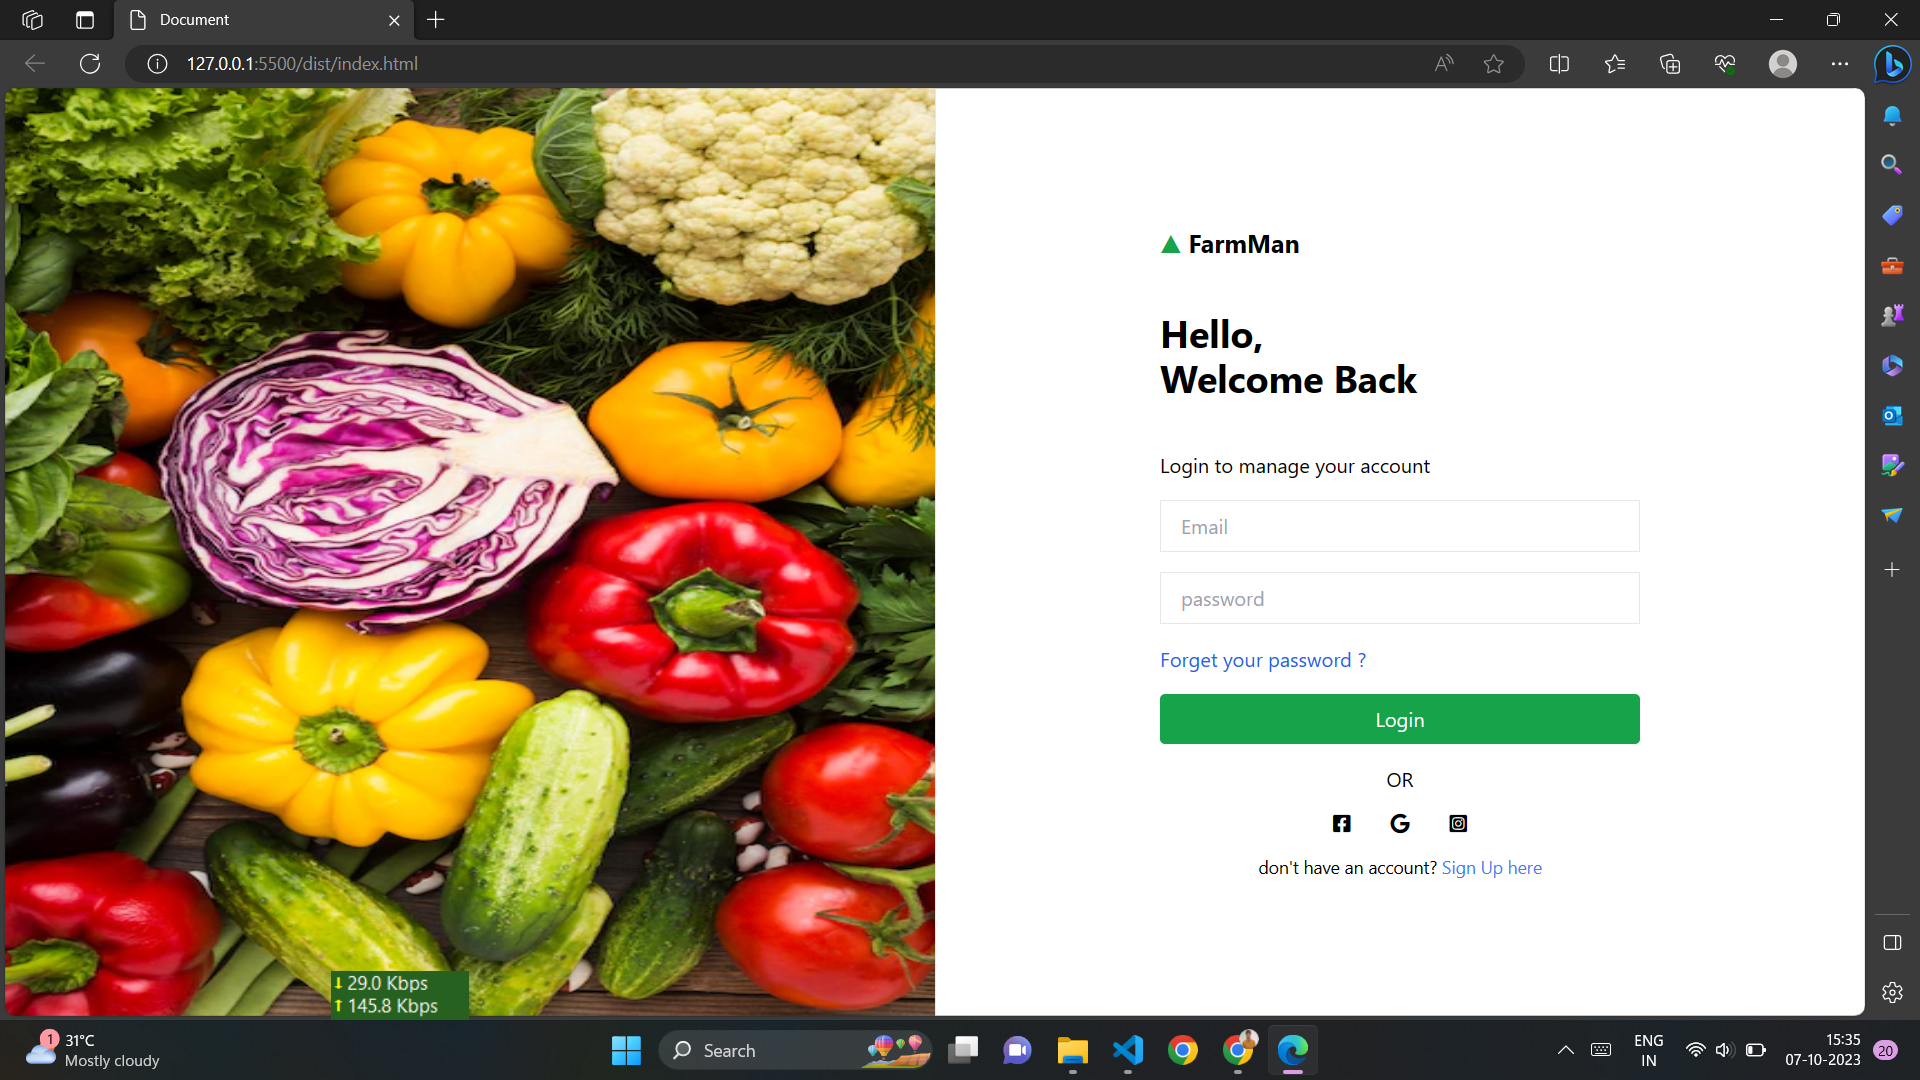 Document
127.0.0.1:5500/dist/index.html
FarmMan
Hello,
Welcome Back
Login to manage your account
Email
password
Forget your password ?
Login
OR
don't have an account? Sign Up here
29.0 Kbps
145.8 Kbps
1
31°C
Mostly cloudy
Search
ENG
IN
15:35
07-10-2023
20